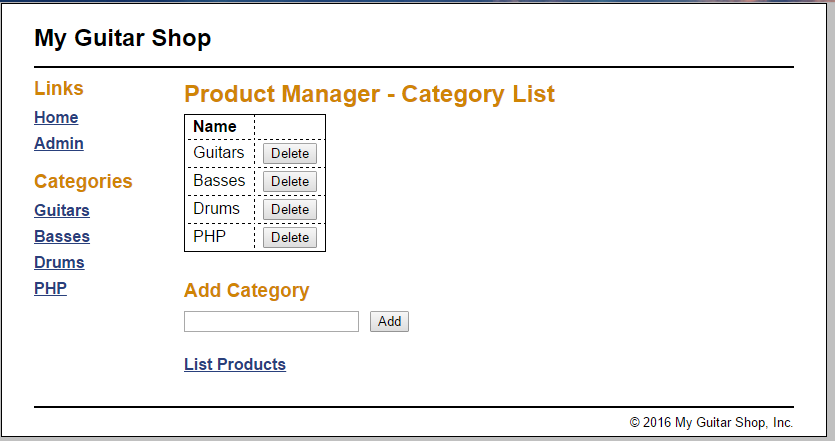 My Guitar Shop
Links
Home
Admin
Categories
Guitars
Basses
Drums
PHP
Product Manager - Category List
Name
Guitars Delete
Basses Delete
Drums Delete
PHP Delete
Add Category
Add
List Products
© 2016 My Guitar Shop, Inc.